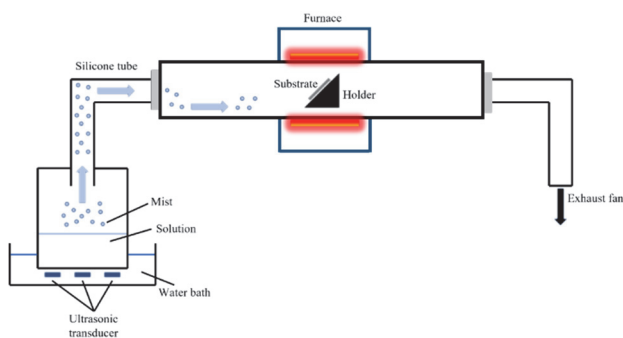 Furnace
Silicone tube
Substrate
Holder
Mist
Exhaust fan
Solution
Water bath
Ultrasonic
transducer